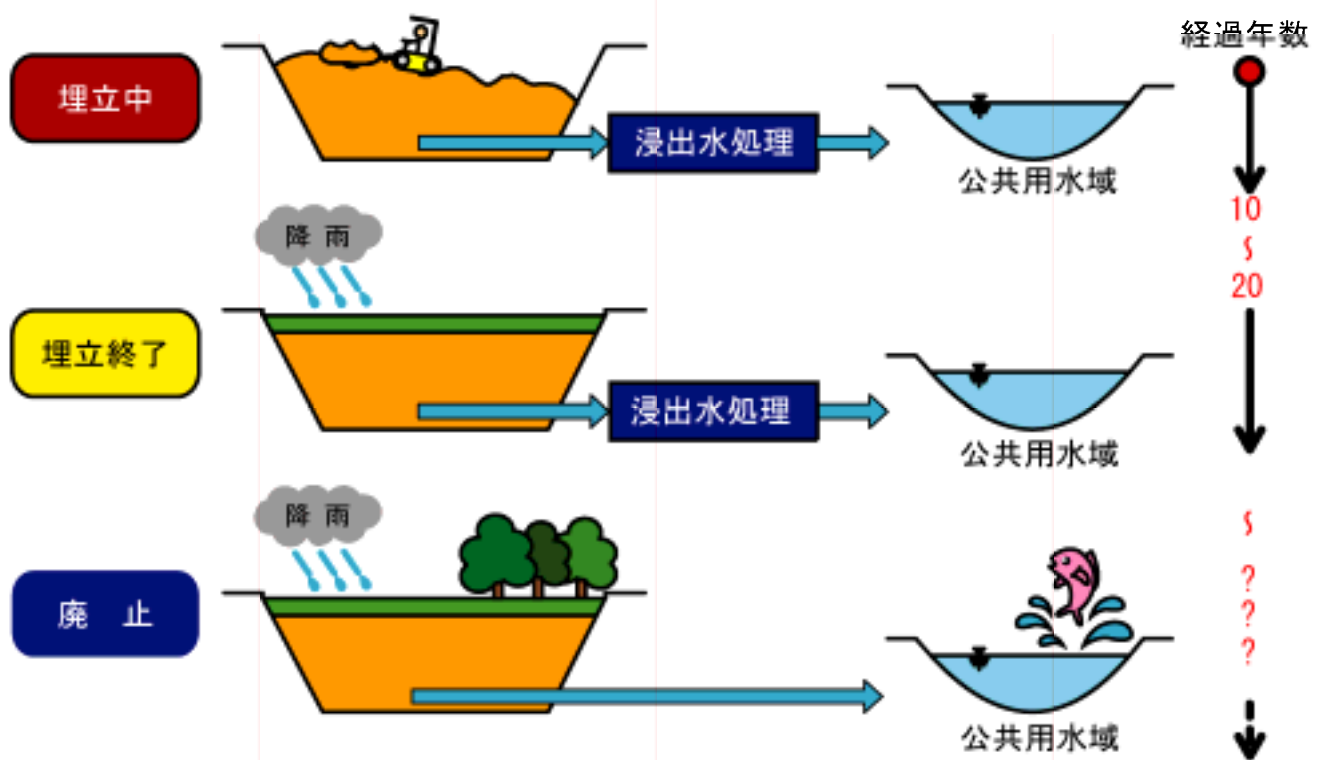 経過年数
埋立中
浸出水処理
公共用水域
10
〜
20
降 雨
埋立終了
浸出水処理
公共用水域
降 雨
〜
?
?
?
廃 止
公共用水域